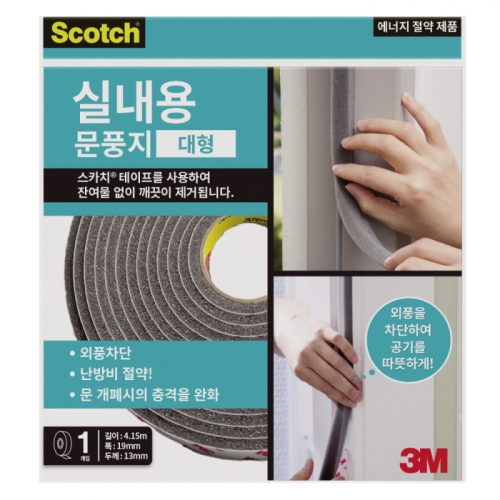 Scotch
에너지 절약 제품
실내용
문풍지 대형
스카치® 테이프를 사용하여
잔여물 없이 깨끗이 제거됩니다.
외풍을
차단하여
공기를
따뜻하게!
• 외풍차단
• 난방비 절약!
• 문 개폐시의 충격을 완화
1
개입
길이 : 4.15m
폭 : 19mm
두께 : 13mm
3M